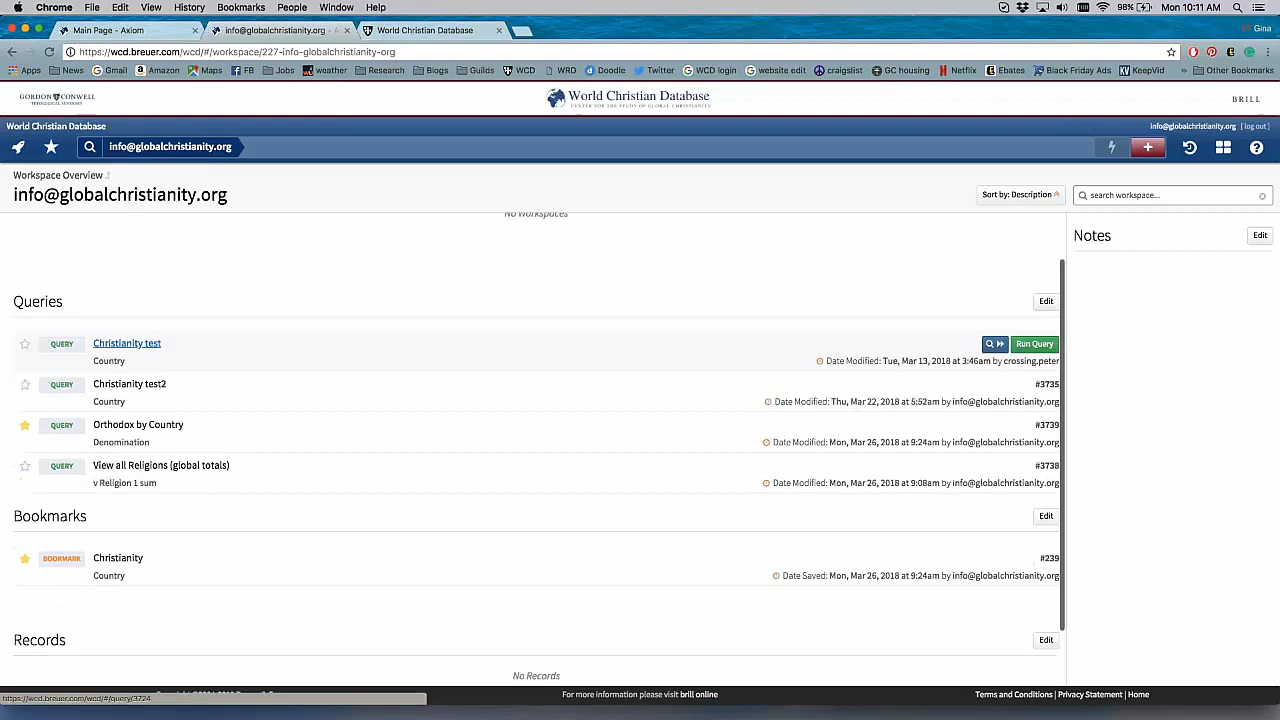 Chrome File Edit View History Bookmarks People Window Help 98% Mon 10:11 AM
Main Page - Axiom info@globalchristianity.org - A World Christian Database Gina
https://wcd.breuer.com/wcd/#/workspace/227-info-globalchristianity-org
Apps News Gmail Amazon Maps FB Jobs weather Research Blogs Guilds WCD WRD Doodle Twitter WCD login website edit craigslist GC housing Netflix Ebates Black Friday Ads KeepVid » Other Bookmarks
GORDON CONWELL World Christian Database BRILL
THEOLOGICAL SEMINARY CENTER FOR THE STUDY OF GLOBAL CHRISTIANITY
World Christian Database info@globalchristianity.org [ log out ]
info@globalchristianity.org
Workspace Overview
info@globalchristianity.org Sort by: Description search workspace...
No Workspaces
Notes Edit
Queries Edit
QUERY Christianity test Run Query
Country Date Modified: Tue, Mar 13, 2018 at 3:46am by crossing.peter
QUERY Christianity test2 #3735
Country Date Modified: Thu, Mar 22, 2018 at 5:52am by info@globalchristianity.org
QUERY Orthodox by Country #3739
Denomination Date Modified: Mon, Mar 26, 2018 at 9:24am by info@globalchristianity.org
QUERY View all Religions (global totals) #3738
v Religion 1 sum Date Modified: Mon, Mar 26, 2018 at 9:08am by info@globalchristianity.org
Bookmarks Edit
BOOKMARK Christianity #239
Country Date Saved: Mon, Mar 26, 2018 at 9:24am by info@globalchristianity.org
Records Edit
No Records
https://wcd.breuer.com/wcd/#/query/3724 For more information please visit brill online Terms and Conditions | Privacy Statement | Home